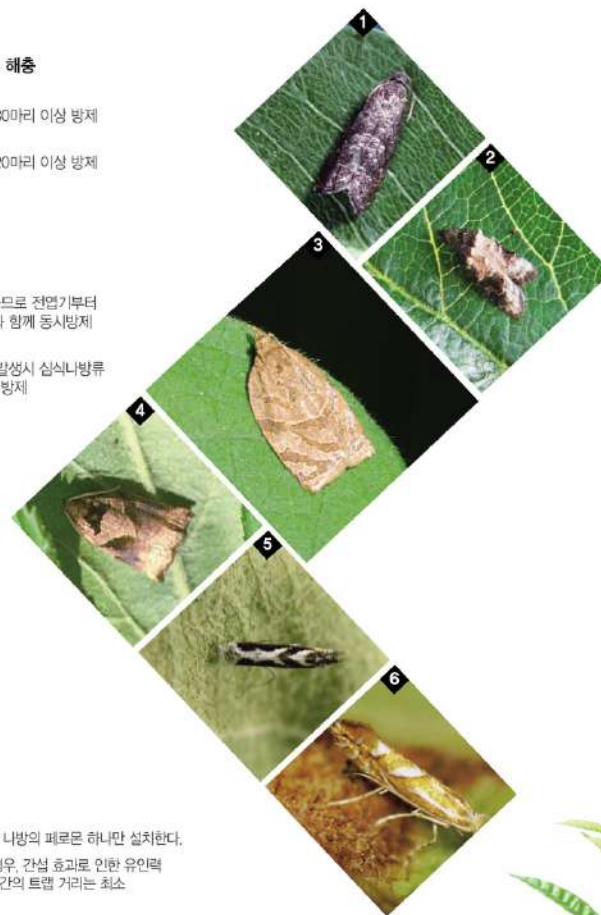 해충
30마리 이상 방제
20마리 이상 방제
므로 전엽기부터
함께 동시방제
발생시 심식나방류
방제
1
2
3
4
5
6
나방의 페로몬 하나만 설치한다.
경우, 간섭 효과로 인한 유인력
간의 트랩 거리는 최소